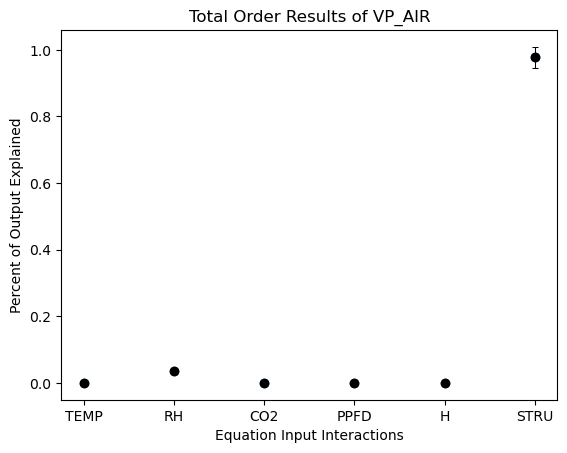 Total Order Results of VP_AIR
Percent of Output Explained
1.0
0.8
0.6
0.4
0.2
0.0
TEMP RH CO2 PPFD H STRU
Equation Input Interactions